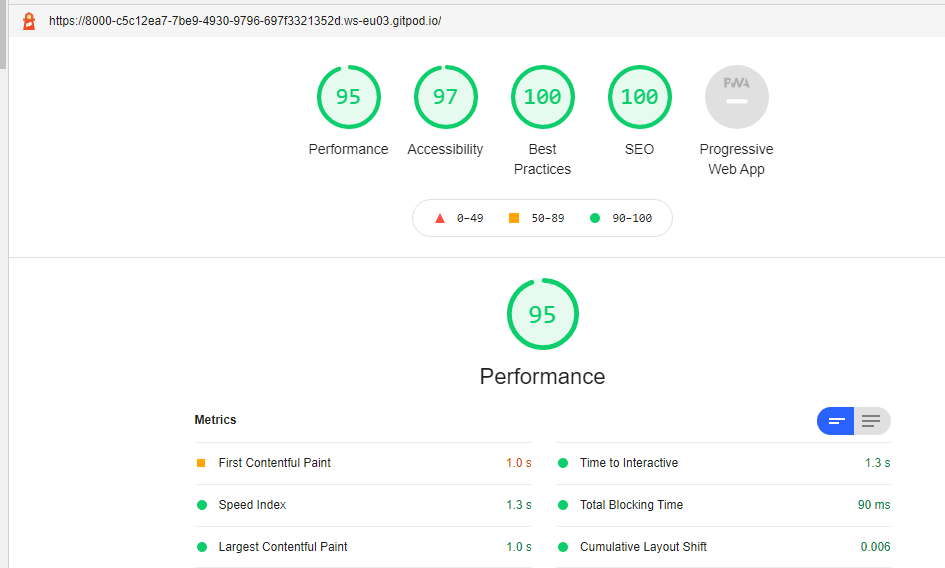 https://8000-c5c12ea7-7be9-4930-9796-697f3321352d.ws-eu03.gitpod.io/
95 97 100 100 PWA
Performance Accessibility Best Practices SEO Progressive Web App
0–49 50–89 90–100
95
Performance
Metrics
First Contentful Paint 1.0 s
Time to Interactive 1.3 s
Speed Index 1.3 s
Total Blocking Time 90 ms
Largest Contentful Paint 1.0 s
Cumulative Layout Shift 0.006